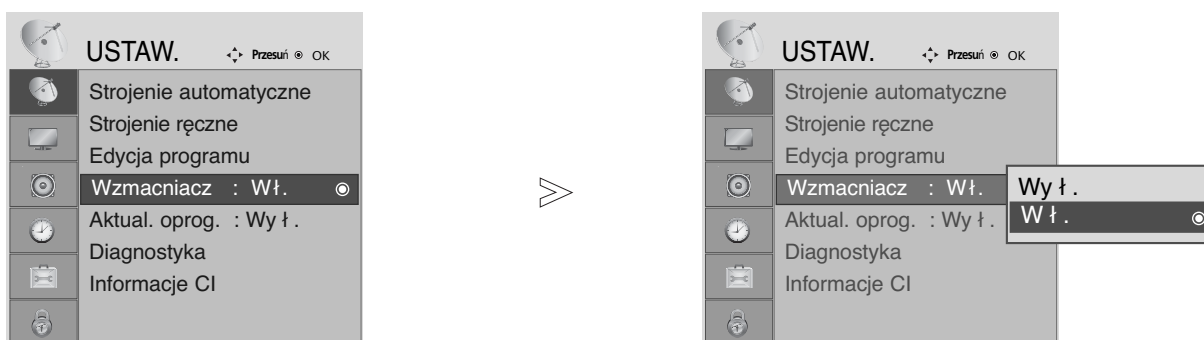 USTAW. Przesuń OK
Strojenie automatyczne
Strojenie ręczne
Edycja programu
Wzmacniacz : Wł.
Aktual. oprog. : Wy ł .
Diagnostyka
Informacje CI
USTAW. Przesuń OK
Strojenie automatyczne
Strojenie ręczne
Edycja programu
Wzmacniacz : Wł.
Aktual. oprog. : Wy ł .
Diagnostyka
Informacje CI
Wy ł .
W ł .